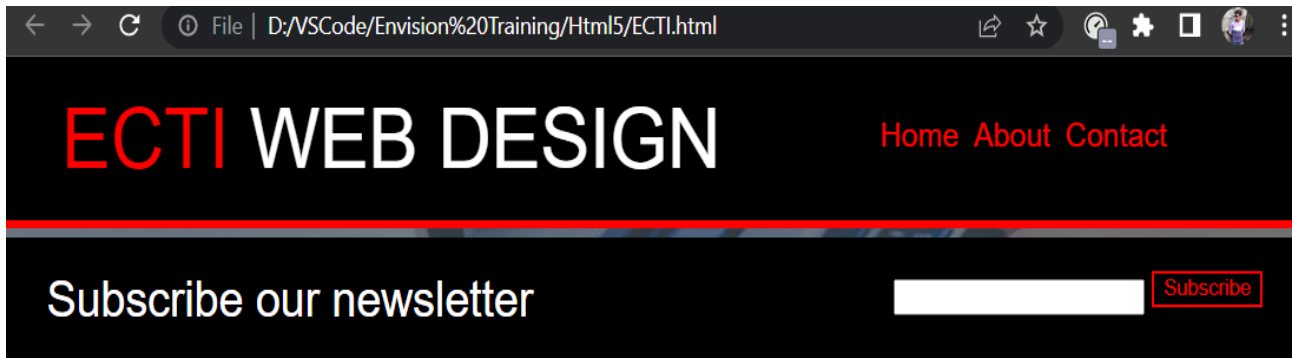 File | D:/VSCode/Envision%20Training/Html5/ECTI.html
ECTI WEB DESIGN
Home About Contact
Subscribe our newsletter
Subscribe